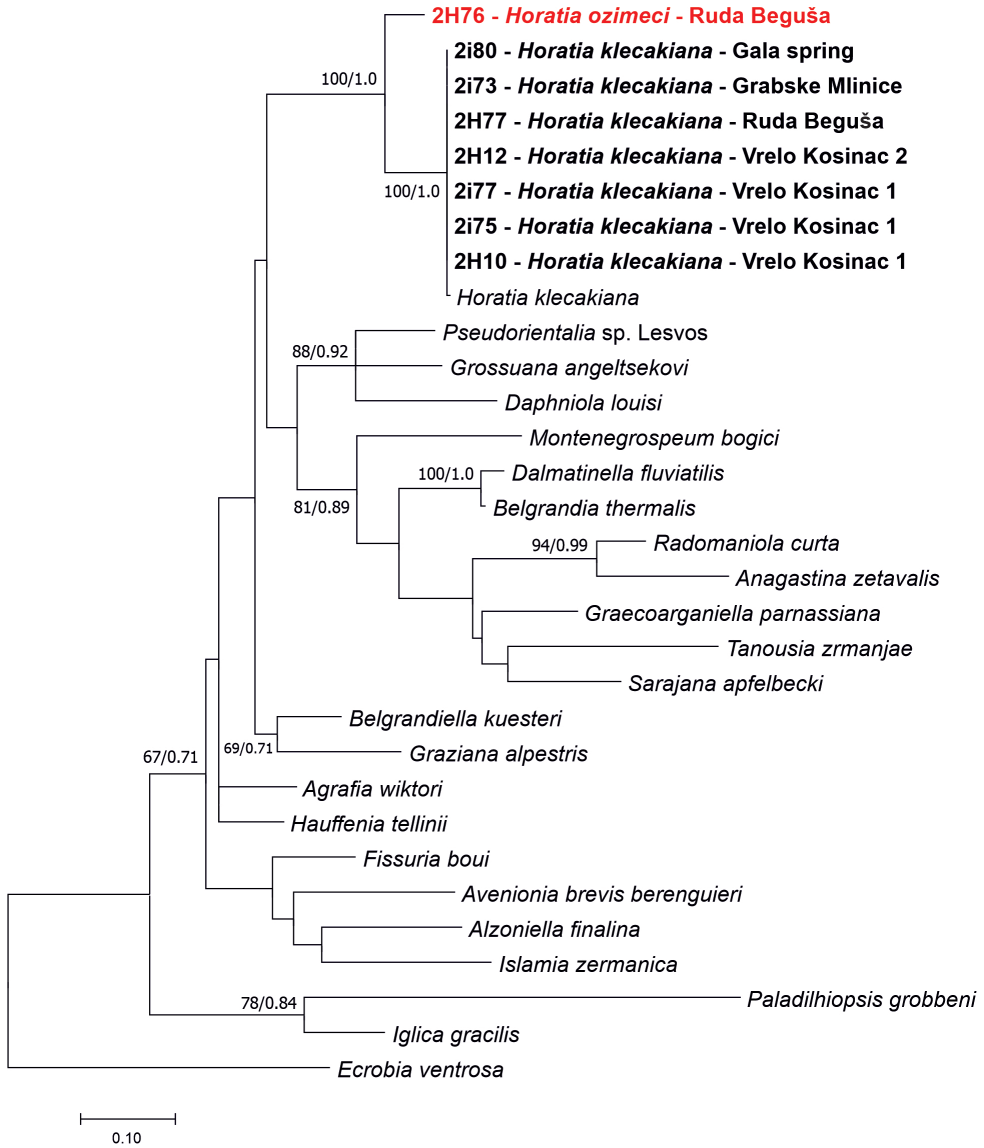 2H76 - Horatia ozimeci - Ruda Beguša
2i80 - Horatia klecakiana - Gala spring
100/1.0
2i73 - Horatia klecakiana - Grabske Mlinice
2H77 - Horatia klecakiana - Ruda Beguša
2H12 - Horatia klecakiana - Vrelo Kosinac 2
100/1.0
2i77 - Horatia klecakiana - Vrelo Kosinac 1
2i75 - Horatia klecakiana - Vrelo Kosinac 1
2H10 - Horatia klecakiana - Vrelo Kosinac 1
Horatia klecakiana
Pseudorientalia sp. Lesvos
88/0.92
Grossuana angeltsekovi
Daphniola louisi
Montenegrospeum bogici
100/1.0
Dalmatinella fluviatilis
81/0.89
Belgrandia thermalis
94/0.99
Radomaniola curta
Anagastina zetavalis
Graecoarganiella parnassiana
Tanousia zrmanjae
Sarajana apfelbecki
Belgrandiella kuesteri
69/0.71
Graziana alpestris
67/0.71
Agrafia wiktori
Hauffenia tellinii
Fissuria boui
Avenionia brevis berenguieri
Alzoniella finalina
Islamia zermanica
78/0.84
Paladilhiopsis grobbeni
Iglica gracilis
Ecrobia ventrosa
0.10